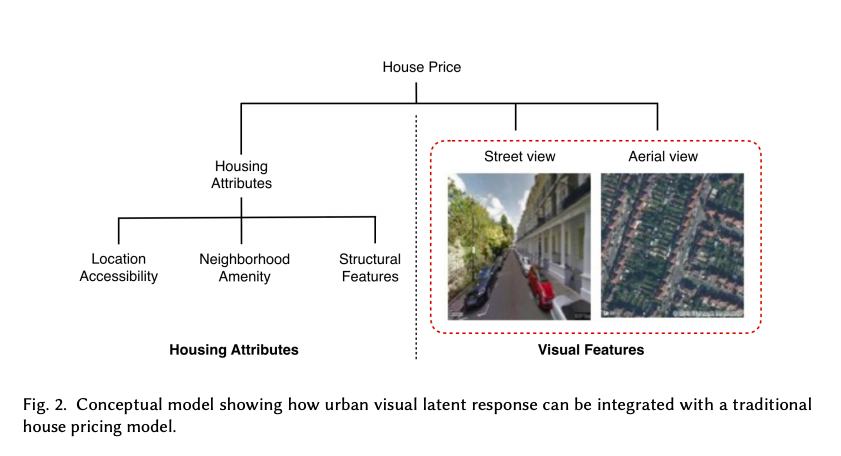 House Price
Housing
Attributes
Street view
Aerial view
Location
Accessibility
Neighborhood
Amenity
Structural
Features
Housing Attributes
Visual Features
Fig. 2. Conceptual model showing how urban visual latent response can be integrated with a traditional
house pricing model.